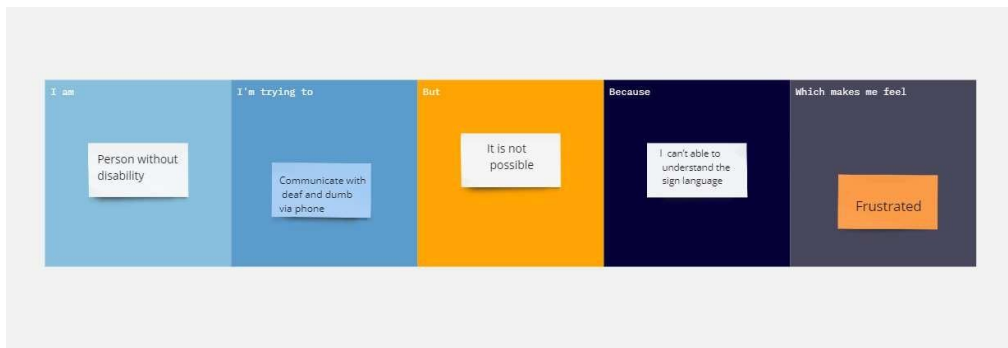 I am
Person without
disability
I'm trying to
Communicate with
deaf and dumb
via phone
But
It is not
possible
Because
I can't able to
understand the
sign language
Which makes me feel
Frustrated